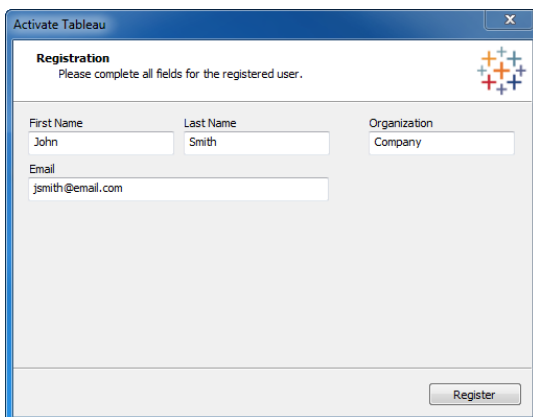 Activate Tableau
Registration
Please complete all fields for the registered user.
First Name Last Name Organization
John Smith Company
Email
jsmith@email.com
Register